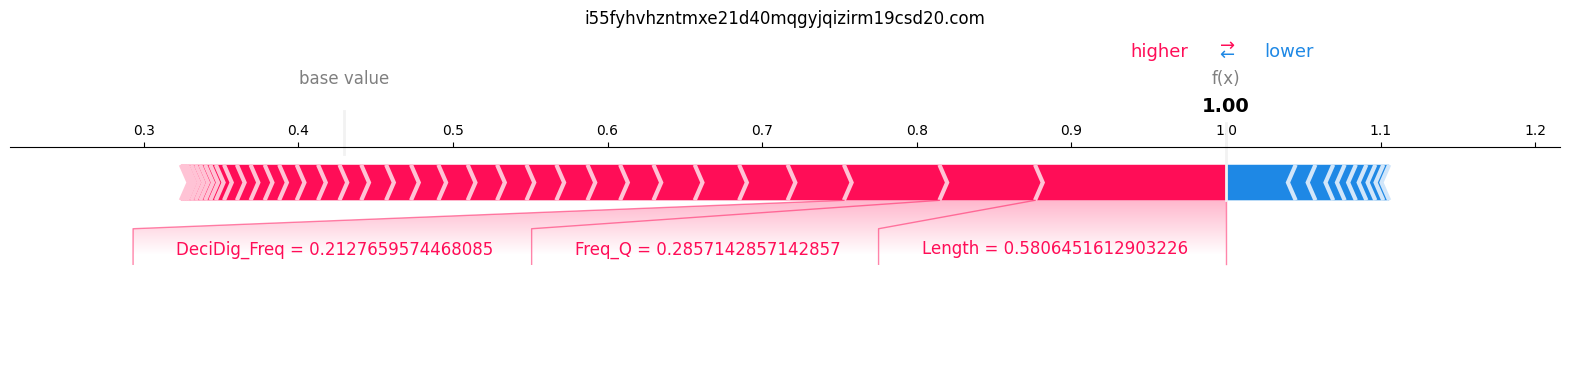 i55fyhvhzntmxe21d40mqgyjqizirm19csd20.com
higher → ← lower
base value f(x)
1.00
0.3 0.4 0.5 0.6 0.7 0.8 0.9 1.0 1.1 1.2
DeciDig_Freq = 0.2127659574468085 Freq_Q = 0.2857142857142857 Length = 0.5806451612903226